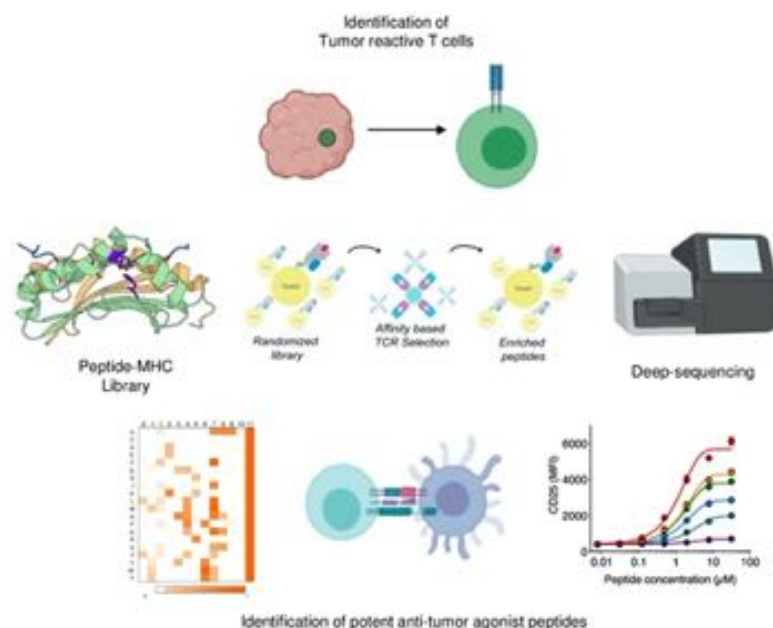 Identification of
Tumor reactive T cells
Randomized
library
Affinity based
TCR Selection
Enriched
peptides
Peptide-MHC
Library
Deep-sequencing
CD25 (MFI)
6000
4000
2000
0
0.01
0.1
1
10
100
Peptide concentration (µM)
Identification of potent anti-tumor agonist peptides